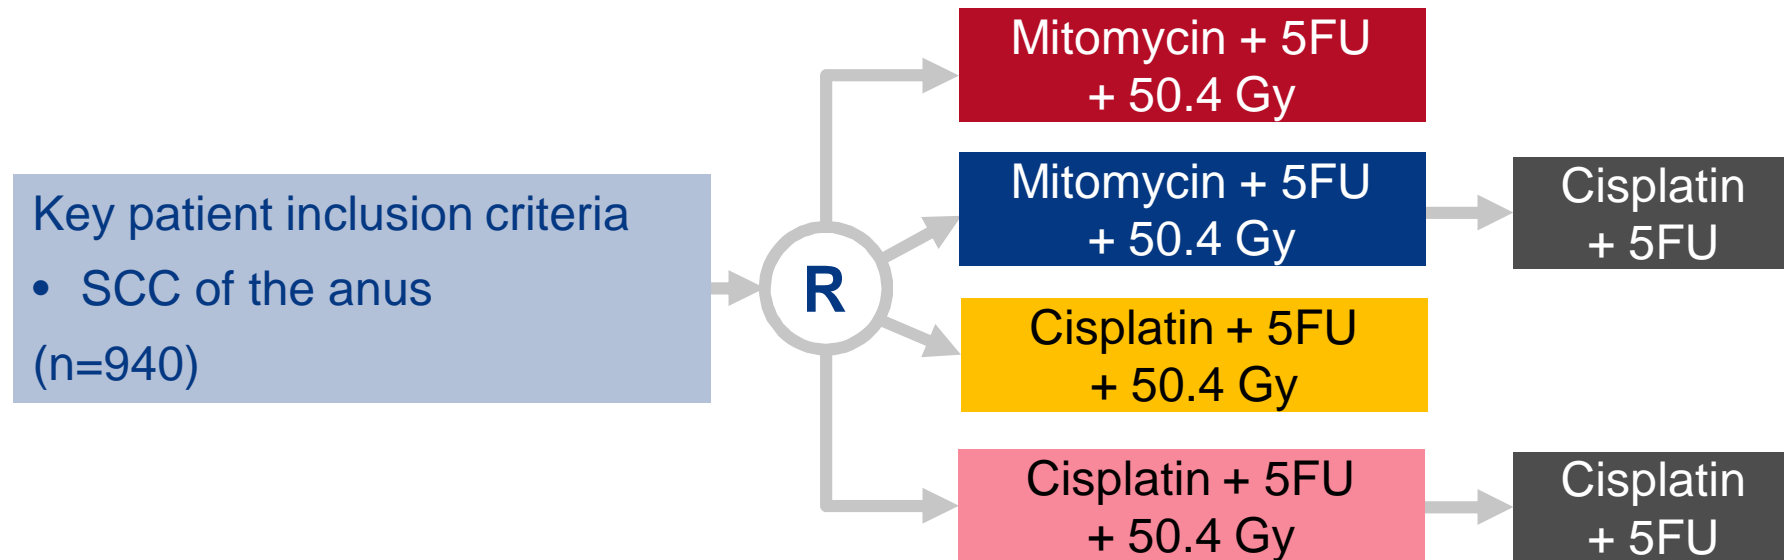 Key patient inclusion criteria
• SCC of the anus
(n=940)
R
Mitomycin + 5FU
+ 50.4 Gy
Mitomycin + 5FU
+ 50.4 Gy
Cisplatin
+ 5FU
Cisplatin + 5FU
+ 50.4 Gy
Cisplatin + 5FU
+ 50.4 Gy
Cisplatin
+ 5FU